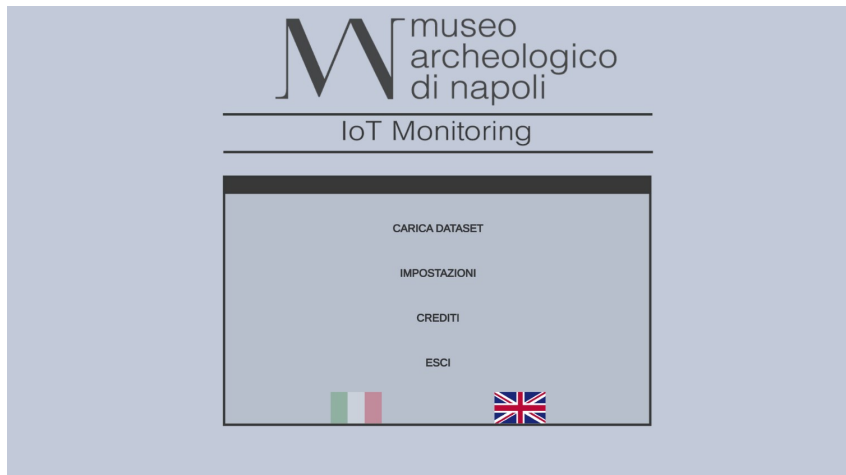 museo
archeologico
di napoli
IoT Monitoring
CARICA DATASET
IMPOSTAZIONI
CREDITI
ESCI